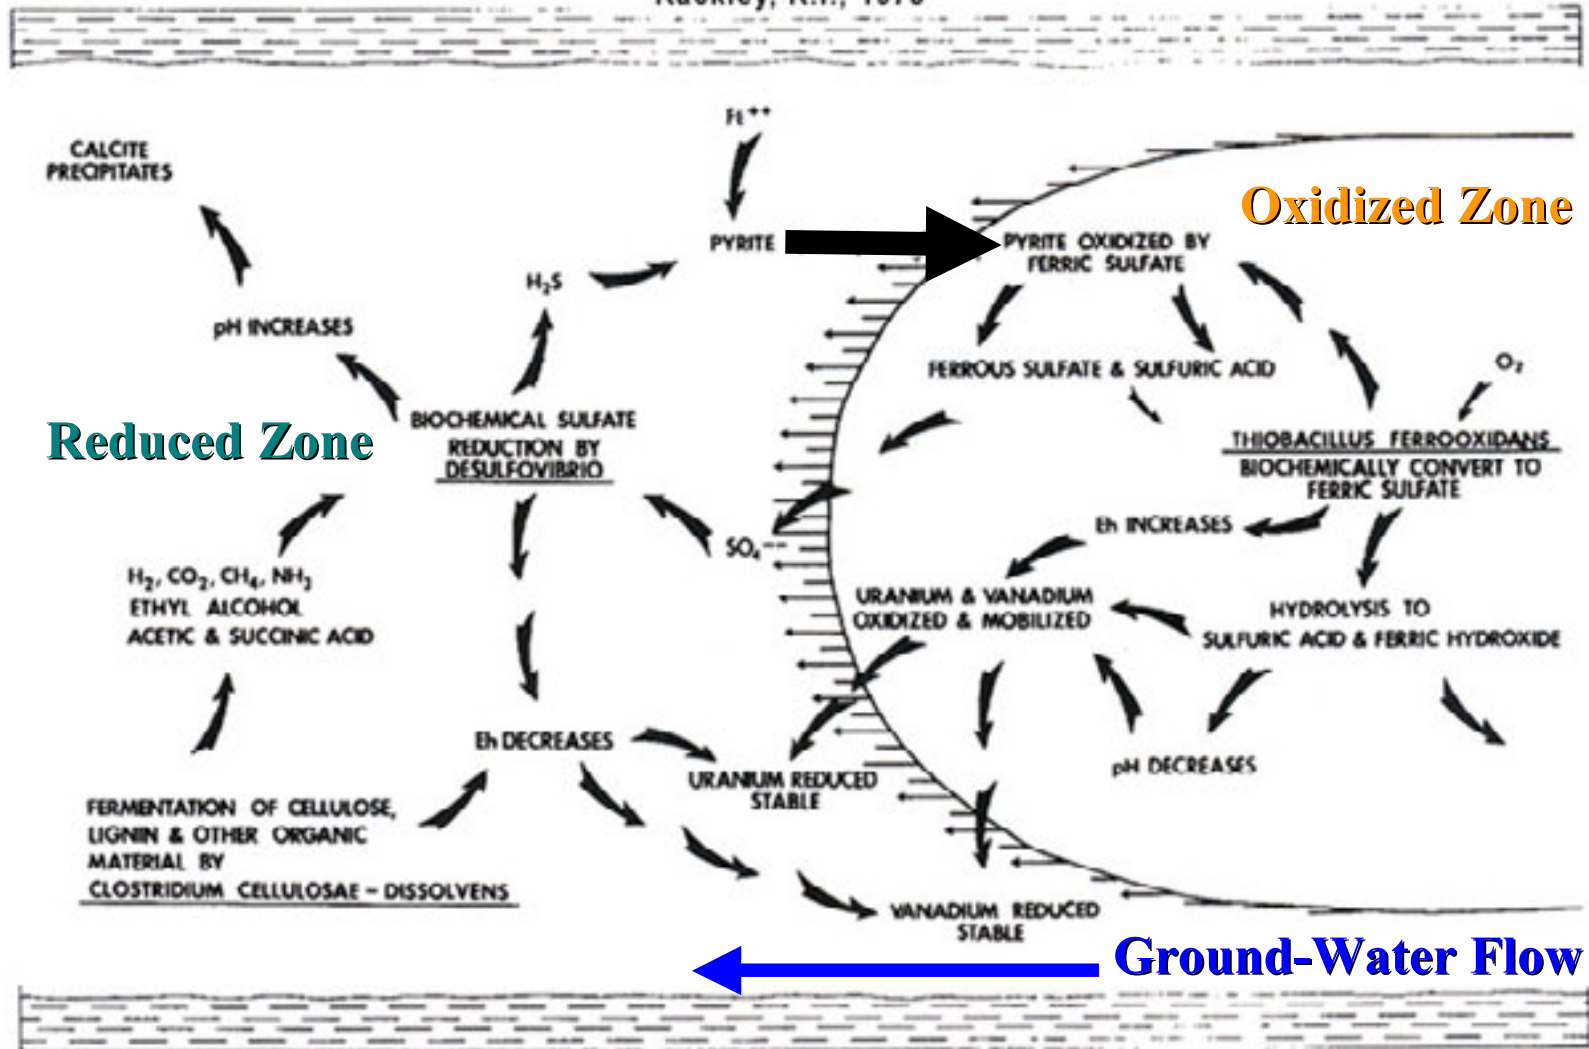 CALCITE
PRECIPITATES
Fe++
PYRITE
H2S
pH INCREASES
Oxidized Zone
PYRITE OXIDIZED BY
FERRIC SULFATE
FERROUS SULFATE & SULFURIC ACID
O2
BIOCHEMICAL SULFATE
REDUCTION BY
DESULFOVIBRIO
Reduced Zone
THIOBACILLUS FERROOXIDANS
BIOCHEMICALLY CONVERT TO
FERRIC SULFATE
Eh INCREASES
SO4--
H2, CO2, CH4, NH3
ETHYL ALCOHOL
ACETIC & SUCCINIC ACID
URANIUM & VANADIUM
OXIDIZED & MOBILIZED
HYDROLYSIS TO
SULFURIC ACID & FERRIC HYDROXIDE
Eh DECREASES
URANIUM REDUCED
STABLE
pH DECREASES
FERMENTATION OF CELLULOSE,
LIGNIN & OTHER ORGANIC
MATERIAL BY
CLOSTRIDIUM CELLULOSAE-DISSOLVENS
VANADIUM REDUCED
STABLE
Ground-Water Flow